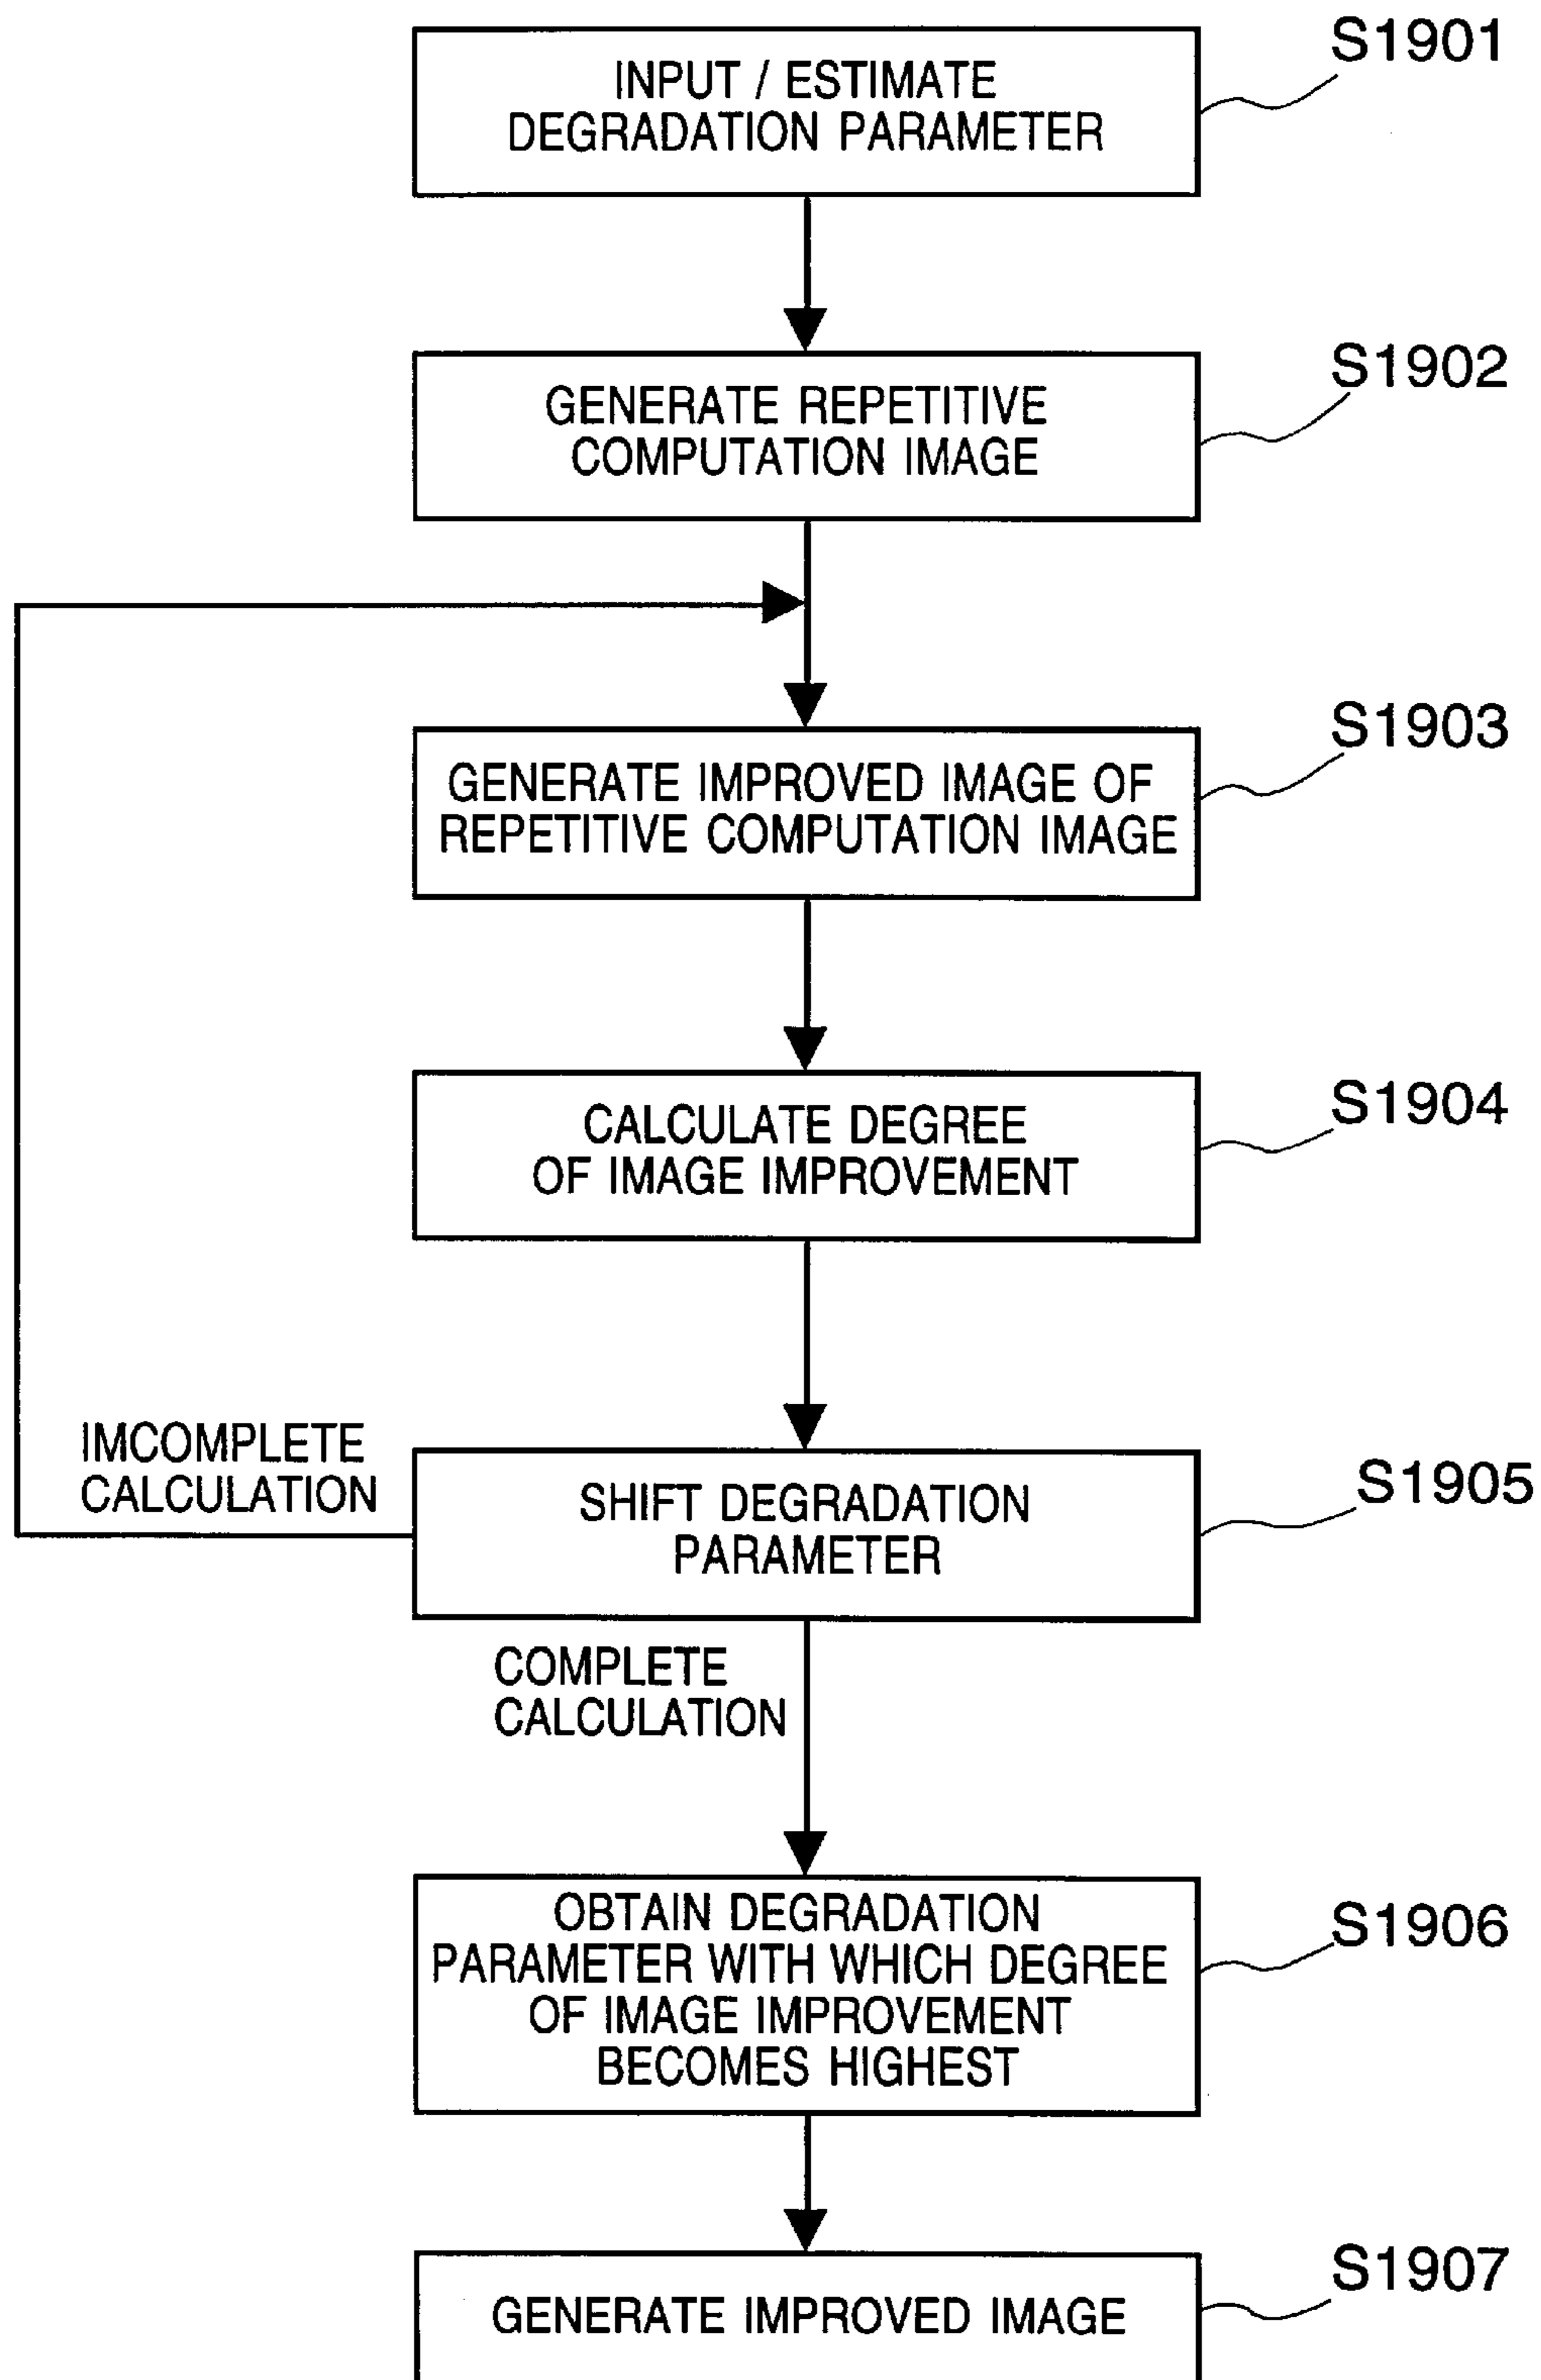 INPUT / ESTIMATE
DEGRADATION PARAMETER
S1901
GENERATE REPETITIVE
COMPUTATION IMAGE
S1902
GENERATE IMPROVED IMAGE OF
REPETITIVE COMPUTATION IMAGE
S1903
CALCULATE DEGREE
OF IMAGE IMPROVEMENT
S1904
IMCOMPLETE
CALCULATION
SHIFT DEGRADATION
PARAMETER
S1905
COMPLETE
CALCULATION
OBTAIN DEGRADATION
PARAMETER WITH WHICH DEGREE
OF IMAGE IMPROVEMENT
BECOMES HIGHEST
S1906
GENERATE IMPROVED IMAGE
S1907